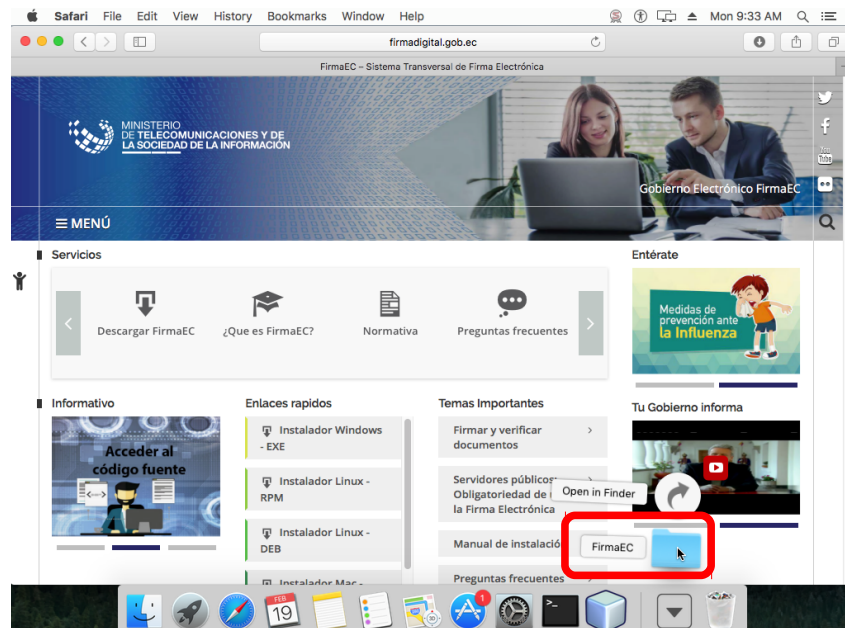 Safari File Edit View History Bookmarks Window Help
Mon 9:33 AM
firmadigital.gob.ec
FirmaEC – Sistema Transversal de Firma Electrónica
MINISTERIO
DE TELECOMUNICACIONES Y DE
LA SOCIEDAD DE LA INFORMACIÓN
You
Tube
Gobierno Electrónico FirmaEC
MENÚ
Servicios
Entérate
Descargar FirmaEC
¿Que es FirmaEC?
Normativa
Preguntas frecuentes
Medidas de
prevención ante
la Influenza
Informativo
Enlaces rapidos
Temas Importantes
Tu Gobierno informa
Acceder al
código fuente
Instalador Windows
- EXE
Instalador Linux -
RPM
Instalador Linux -
DEB
Instalador Mac -
Firmar y verificar
documentos
Servidores públicos:
Obligatoriedad de
la Firma Electrónica
Manual de instalació
Preguntas frecuentes
Open in Finder
FirmaEC
FEB
19
1